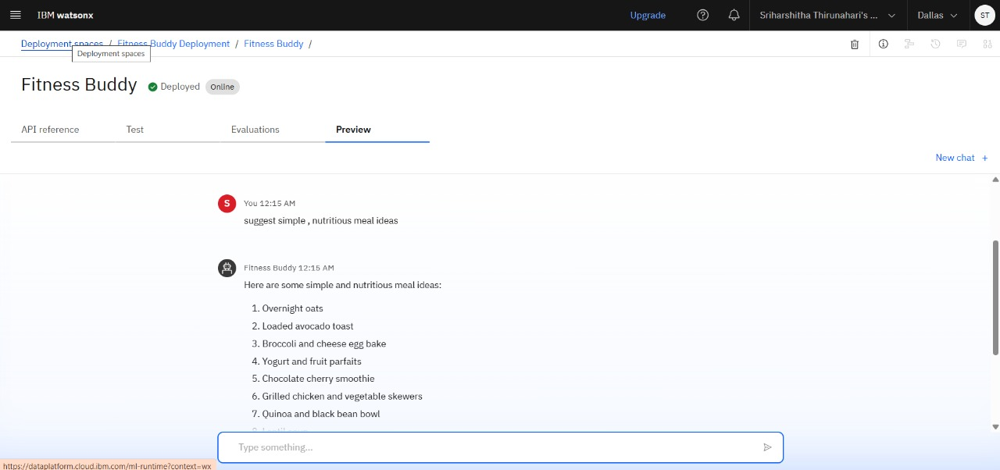 IBM watsonx
Upgrade
Sriharshitha Thirunahari's ...
Dallas
ST
Deployment spaces / Fitness Buddy Deployment / Fitness Buddy /
Deployment spaces
Fitness Buddy
Deployed
Online
API reference
Test
Evaluations
Preview
New chat +
S
You 12:15 AM
suggest simple , nutritious meal ideas
Fitness Buddy 12:15 AM
Here are some simple and nutritious meal ideas:
1. Overnight oats
2. Loaded avocado toast
3. Broccoli and cheese egg bake
4. Yogurt and fruit parfaits
5. Chocolate cherry smoothie
6. Grilled chicken and vegetable skewers
7. Quinoa and black bean bowl
Type something...
https://dataplatform.cloud.ibm.com/ml-runtime?context=wx